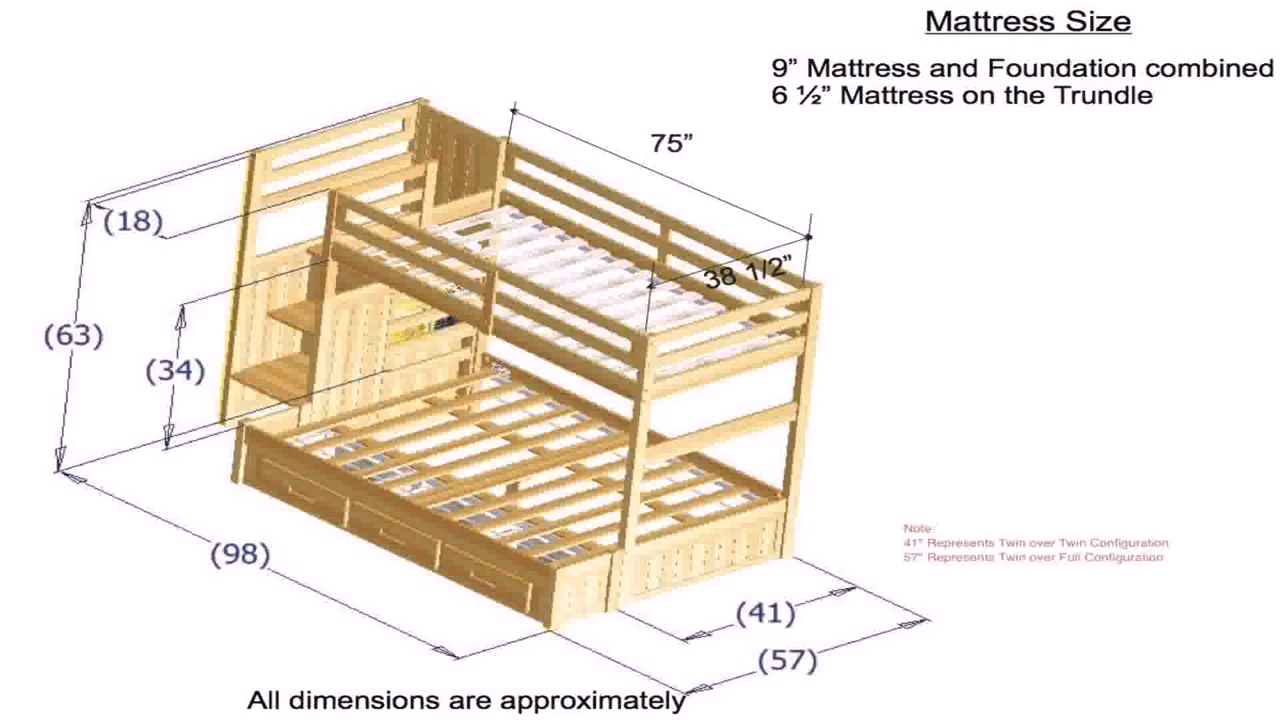 Mattress Size
9” Mattress and Foundation combined
6 ½” Mattress on the Trundle
75”
(18)
38 1/2”
(63)
(34)
Note:
41" Represents Twin over Twin Configuration
57" Represents Twin over Full Configuration
(98)
(41)
(57)
All dimensions are approximately